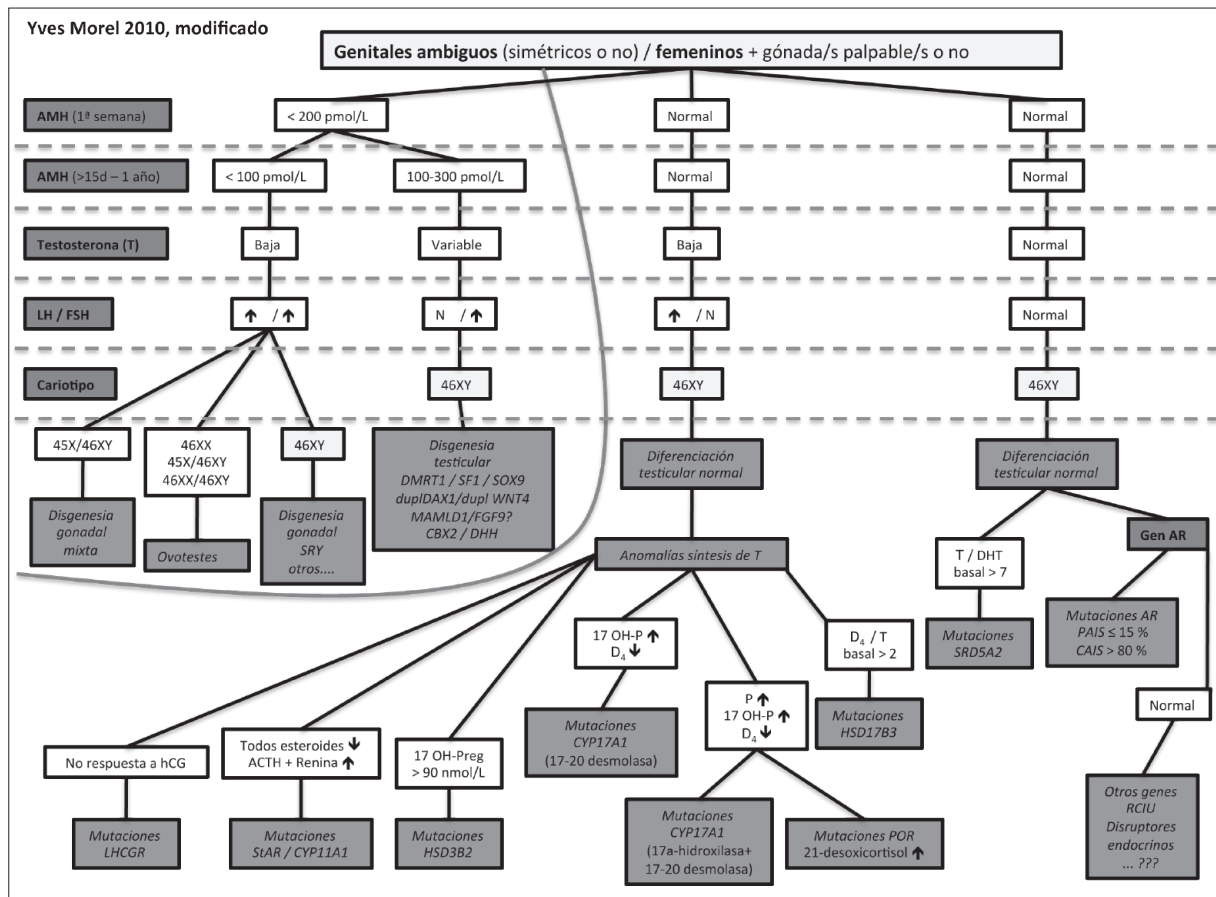 Yves Morel 2010, modificado
Genitales ambiguos (simétricos o no) / femeninos + gónada/s palpable/s o no
AMH (1ª semana)
< 200 pmol/L
Normal
Normal
AMH (>15d – 1 año)
< 100 pmol/L
100-300 pmol/L
Normal
Normal
Testosterona (T)
Baja
Variable
Baja
Normal
LH / FSH
↑ / ↑
N / ↑
↑ / N
Normal
Cariotipo
46XY
46XY
46XY
45X/46XY
46XX
45X/46XY
46XX/46XY
46XY
Disgenesia
testicular
DMRT1 / SF1 / SOX9
duplDAX1/dupl WNT4
MAMLD1/FGF9?
CBX2 / DHH
Diferenciación
testicular normal
Diferenciación
testicular normal
Disgenesia
gonadal
mixta
Ovotestes
Disgenesia
gonadal
SRY
otros....
Anomalías síntesis de T
T / DHT
basal > 7
Gen AR
Mutaciones
SRD5A2
Mutaciones AR
PAIS ≤ 15 %
CAIS > 80 %
17 OH-P ↑
D₄ ↓
P ↑
17 OH-P ↑
D₄ ↓
D₄ / T
basal > 2
Normal
Mutaciones
CYP17A1
(17-20 desmolasa)
Mutaciones
HSD17B3
No respuesta a hCG
Todos esteroides ↓
ACTH + Renina ↑
17 OH-Preg
> 90 nmol/L
Mutaciones
LHCGR
Mutaciones
StAR / CYP11A1
Mutaciones
HSD3B2
Mutaciones
CYP17A1
(17a-hidroxilasa+
17-20 desmolasa)
Mutaciones POR
21-desoxicortisol ↑
Otros genes
RCIU
Disruptores
endocrinos
... ???